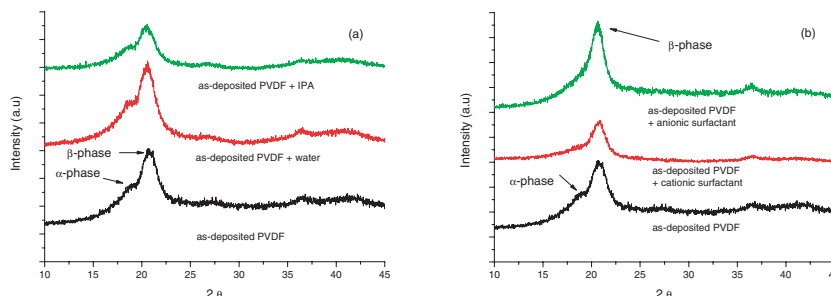 (a)
Intensity (a.u)
as-deposited PVDF + IPA
as-deposited PVDF + water
β-phase
α-phase
as-deposited PVDF
10 15 20 25 30 35 40 45
2 θ
(b)
Intensity (a.u)
β-phase
as-deposited PVDF
+ anionic surfactant
as-deposited PVDF
+ cationic surfactant
α-phase
as-deposited PVDF
10 15 20 25 30 35 40 45
2 θ